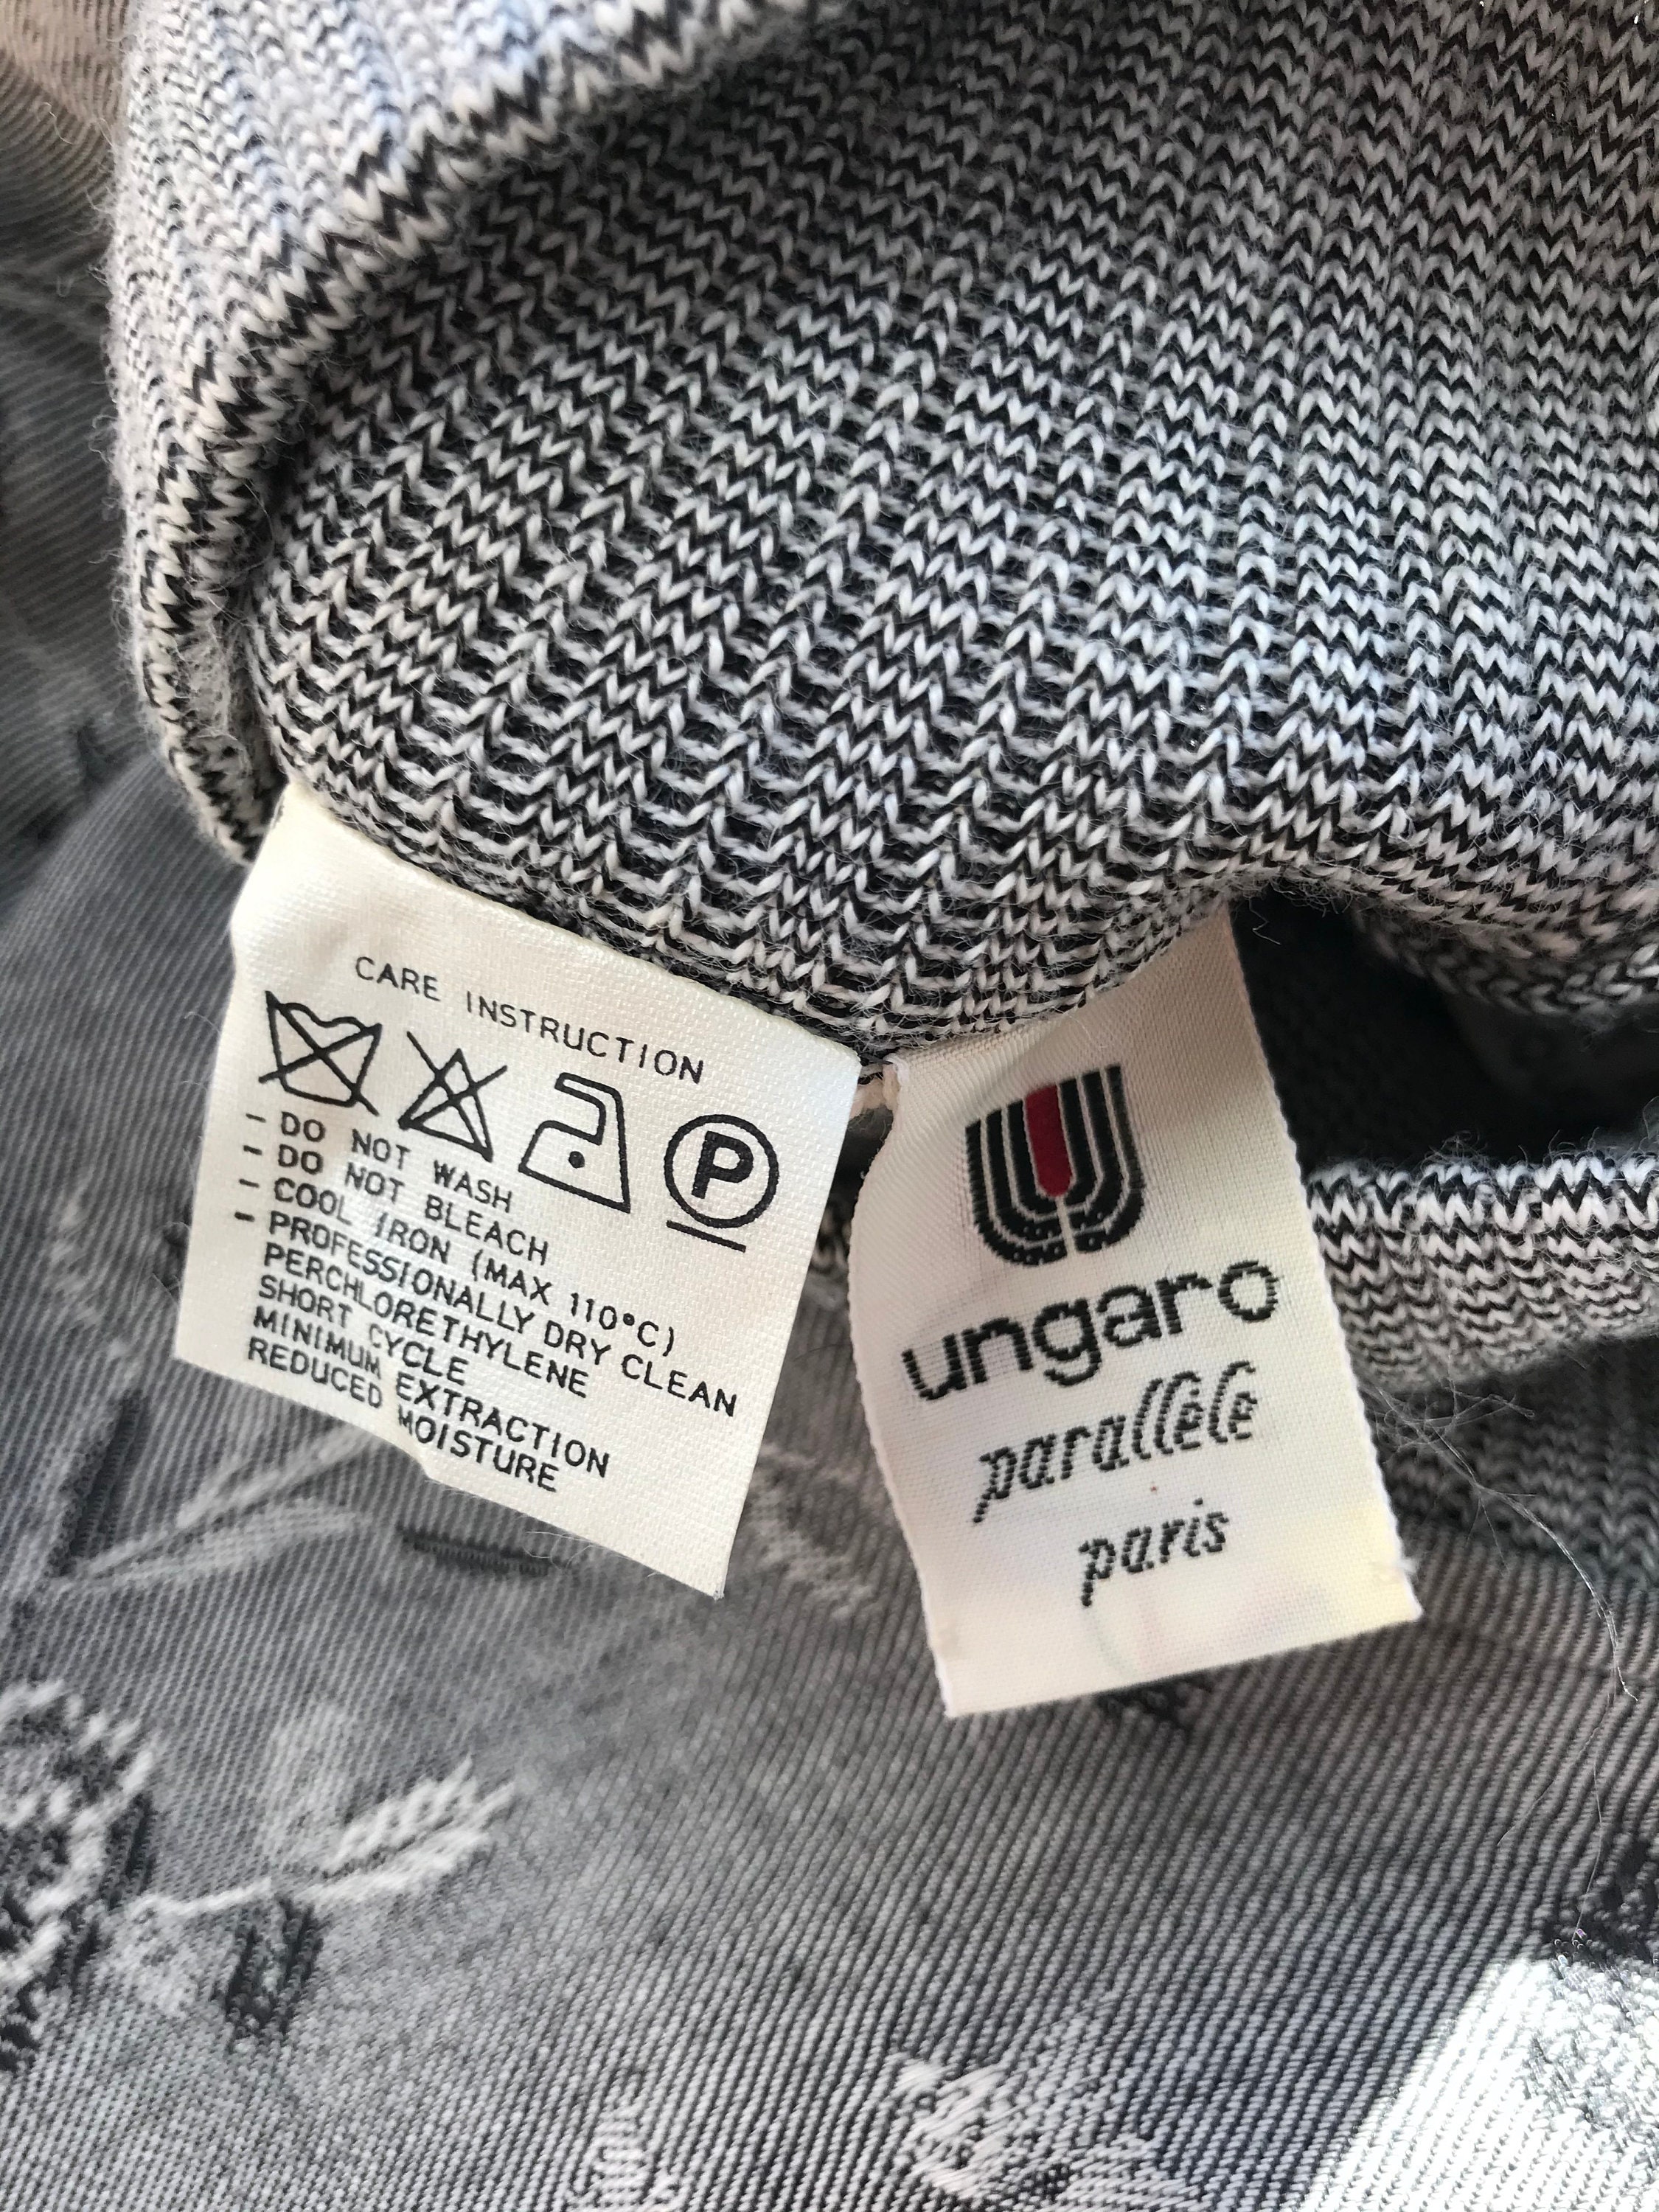 CARE INSTRUCTION
P
- DO NOT WASH
- DO NOT BLEACH
- COOL IRON (MAX 110°C)
- PROFESSIONALLY DRY CLEAN
PERCHLORETHYLENE
SHORT CYCLE
MINIMUM EXTRACTION
REDUCED MOISTURE
ungaro
parallèle
paris